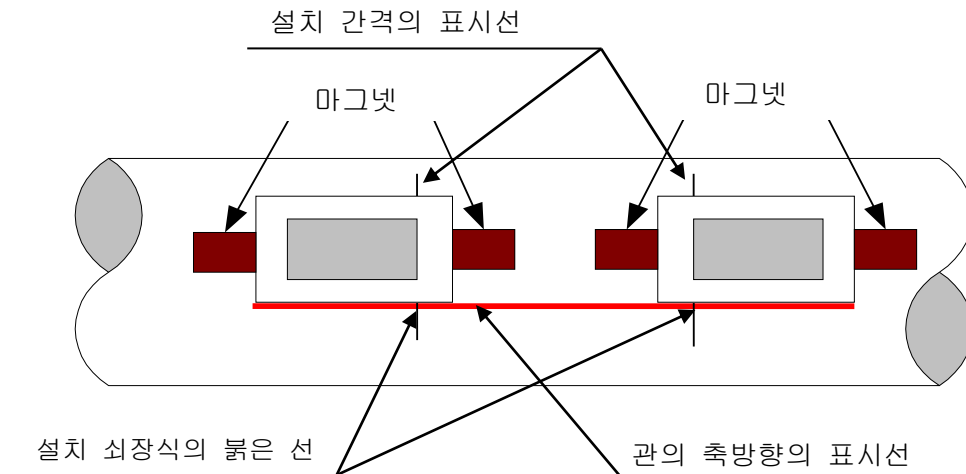 설치 간격의 표시선
마그넷
마그넷
설치 쇠장식의 붉은 선
관의 축방향의 표시선